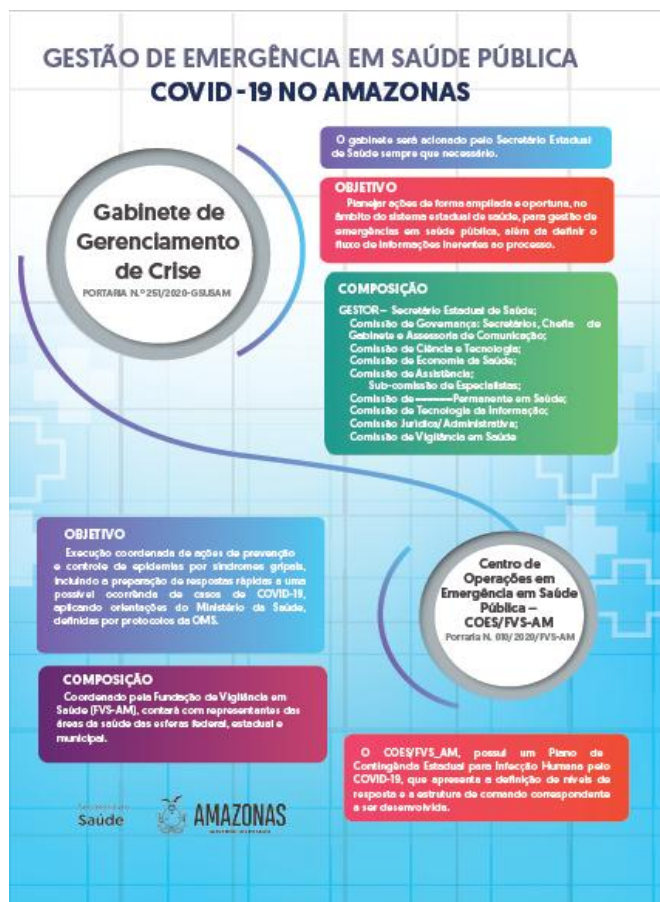 GESTÃO DE EMERGÊNCIA EM SAÚDE PÚBLICA
COVID-19 NO AMAZONAS
Gabinete de
Gerenciamento
de Crise
PORTARIA N.º 251/2020-GSUSAM
O gabinete será acionado pelo Secretário Estadual
de Saúde sempre que necessário.
OBJETIVO
Planejar ações de forma ampliada e oportuna, no
âmbito do sistema estadual de saúde, para gestão de
emergências em saúde pública, além da definir o
fluxo de informações inerentes ao processo.
COMPOSIÇÃO
GESTOR – Secretário Estadual de Saúde;
Comissão de Governança: Secretários, Chefia de
Gabinete e Assessoria de Comunicação;
Comissão de Ciência e Tecnologia;
Comissão de Economia da Saúde;
Comissão de Assistência;
Sub-comissão de Especialistas;
Comissão de ———Permanente em Saúde;
Comissão de Tecnologia da Informação;
Comissão Jurídica/Administrativa;
Comissão de Vigilância em Saúde
OBJETIVO
Execução coordenada de ações de prevenção
e controle de epidemias por síndromes gripais,
incluindo a preparação de respostas rápidas a uma
possível ocorrência de casos de COVID-19,
aplicando orientações do Ministério da Saúde,
definidas por protocolos da OMS.
Centro de
Operações em
Emergência em Saúde
Pública –
COES/FVS-AM
Portaria N. 010/2020/FVS-AM
COMPOSIÇÃO
Coordenado pela Fundação de Vigilância em
Saúde (FVS-AM), contará com representantes das
áreas da saúde das esferas federal, estadual e
municipal.
O COES/FVS_AM, possui um Plano de
Contingência Estadual para Infecção Humana pelo
COVID-19, que apresenta a definição de níveis de
resposta e a estrutura de comando correspondente
a ser desenvolvida.
Saúde
AMAZONAS